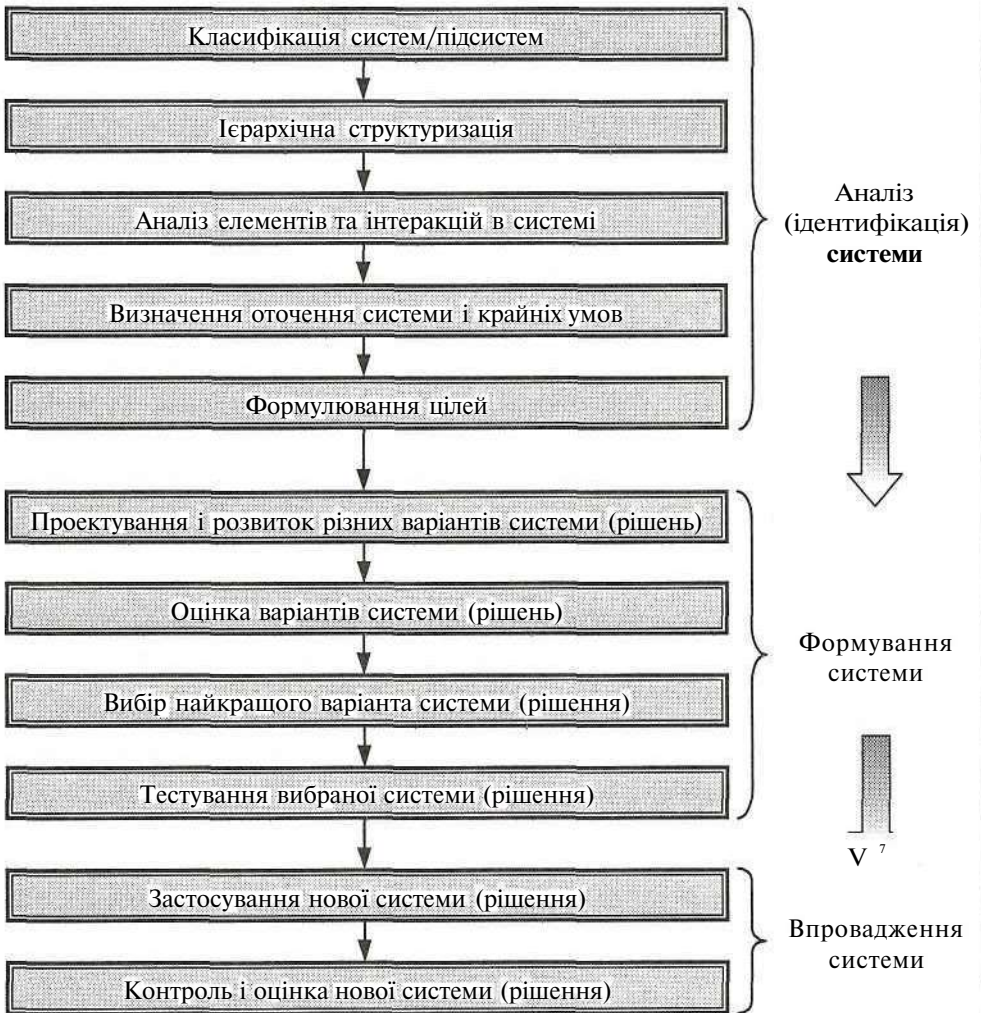 Класифікація систем/підсистем
Ієрархічна структуризація
Аналіз елементів та інтеракцій в системі
Визначення оточення системи і крайніх умов
Формулювання цілей
Аналіз
(ідентифікація)
системи
Проектування і розвиток різних варіантів системи (рішень)
Оцінка варіантів системи (рішень)
Вибір найкращого варіанта системи (рішення)
Тестування вибраної системи (рішення)
Формування
системи
V 7
Застосування нової системи (рішення)
Контроль і оцінка нової системи (рішення)
Впровадження
системи